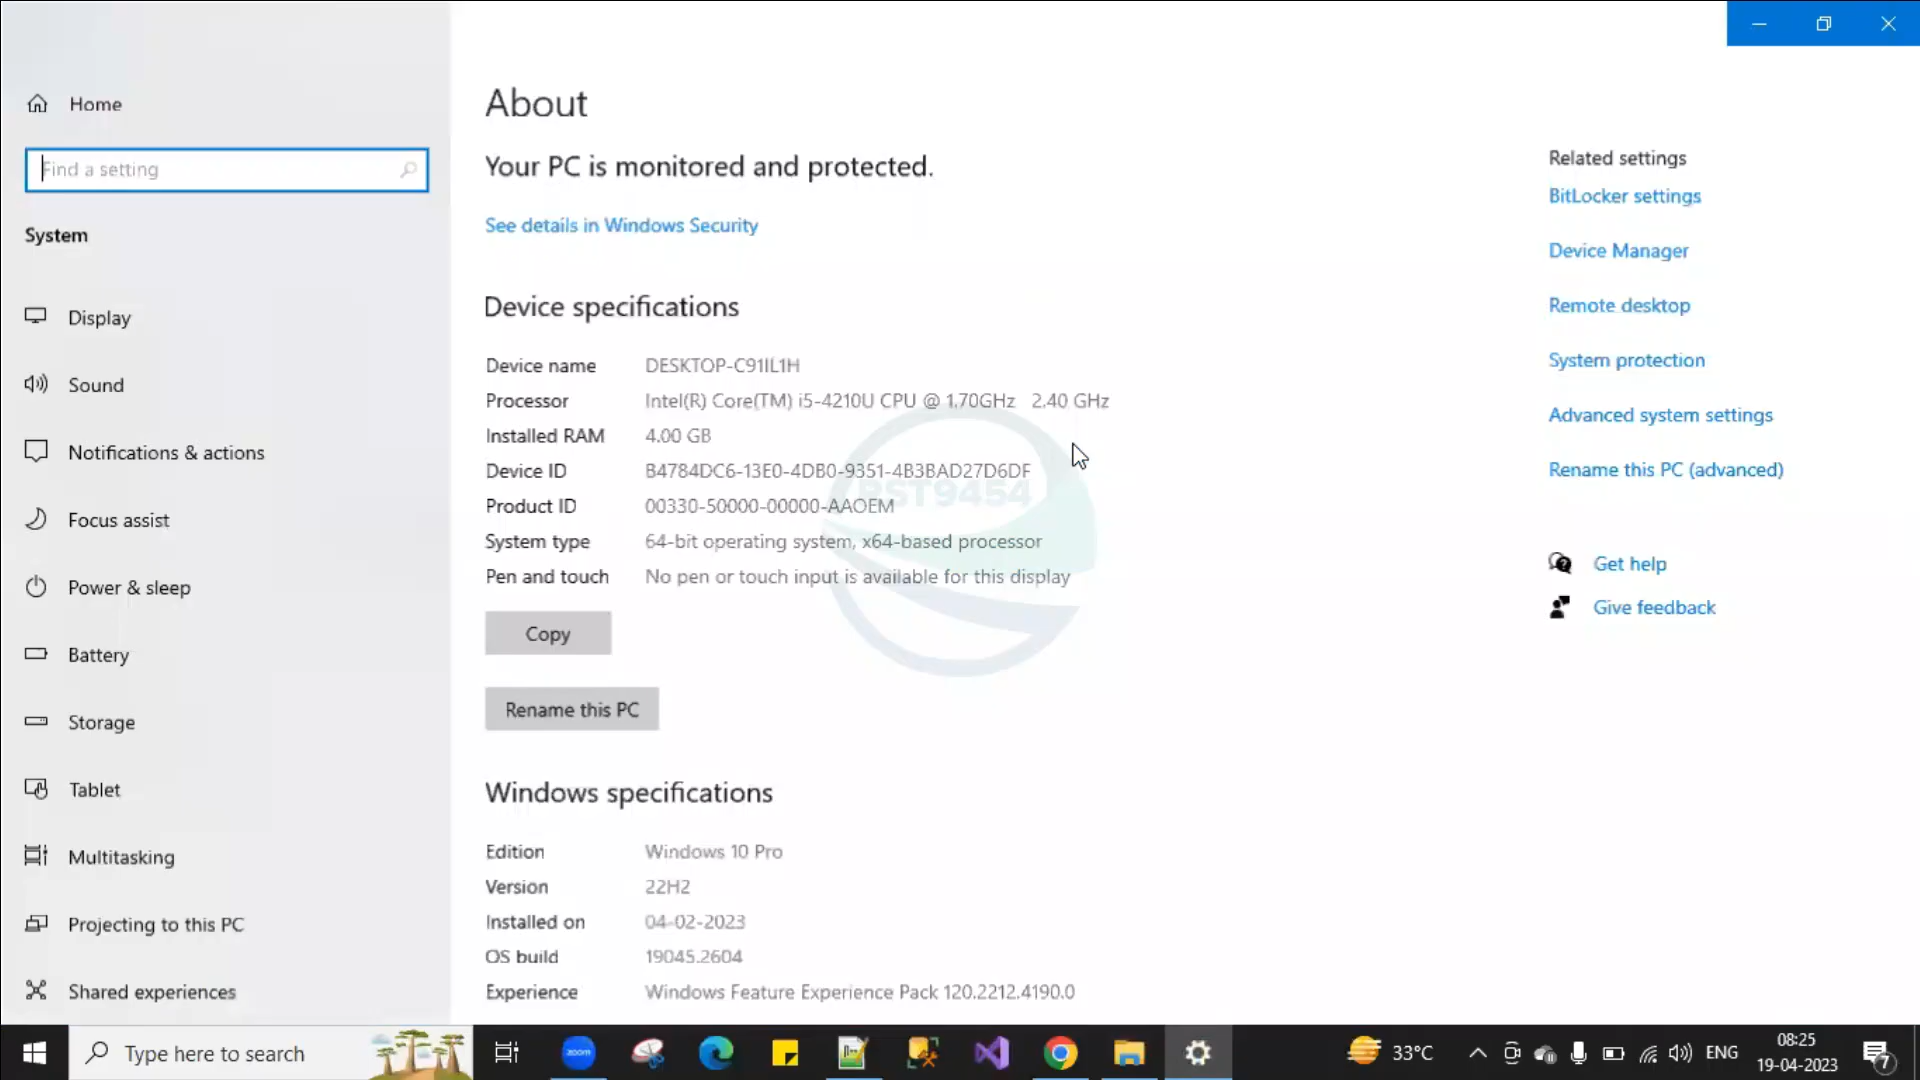 Home
Find a setting
System
Display
Sound
Notifications & actions
Focus assist
Power & sleep
Battery
Storage
Tablet
Multitasking
Projecting to this PC
Shared experiences
About
Your PC is monitored and protected.
See details in Windows Security
Device specifications
Device name DESKTOP-C91IL1H
Processor Intel(R) Core(TM) i5-4210U CPU @ 1.70GHz 2.40 GHz
Installed RAM 4.00 GB
Device ID B4784DC6-13E0-4DB0-9351-4B3BAD27D6DF
Product ID 00330-50000-00000-AAOEM
System type 64-bit operating system, x64-based processor
Pen and touch No pen or touch input is available for this display
Copy
Rename this PC
Windows specifications
Edition Windows 10 Pro
Version 22H2
Installed on 04-02-2023
OS build 19045.2604
Experience Windows Feature Experience Pack 120.2212.4190.0
Related settings
BitLocker settings
Device Manager
Remote desktop
System protection
Advanced system settings
Rename this PC (advanced)
Get help
Give feedback
Type here to search
zoom
33°C
ENG
08:25
19-04-2023
7